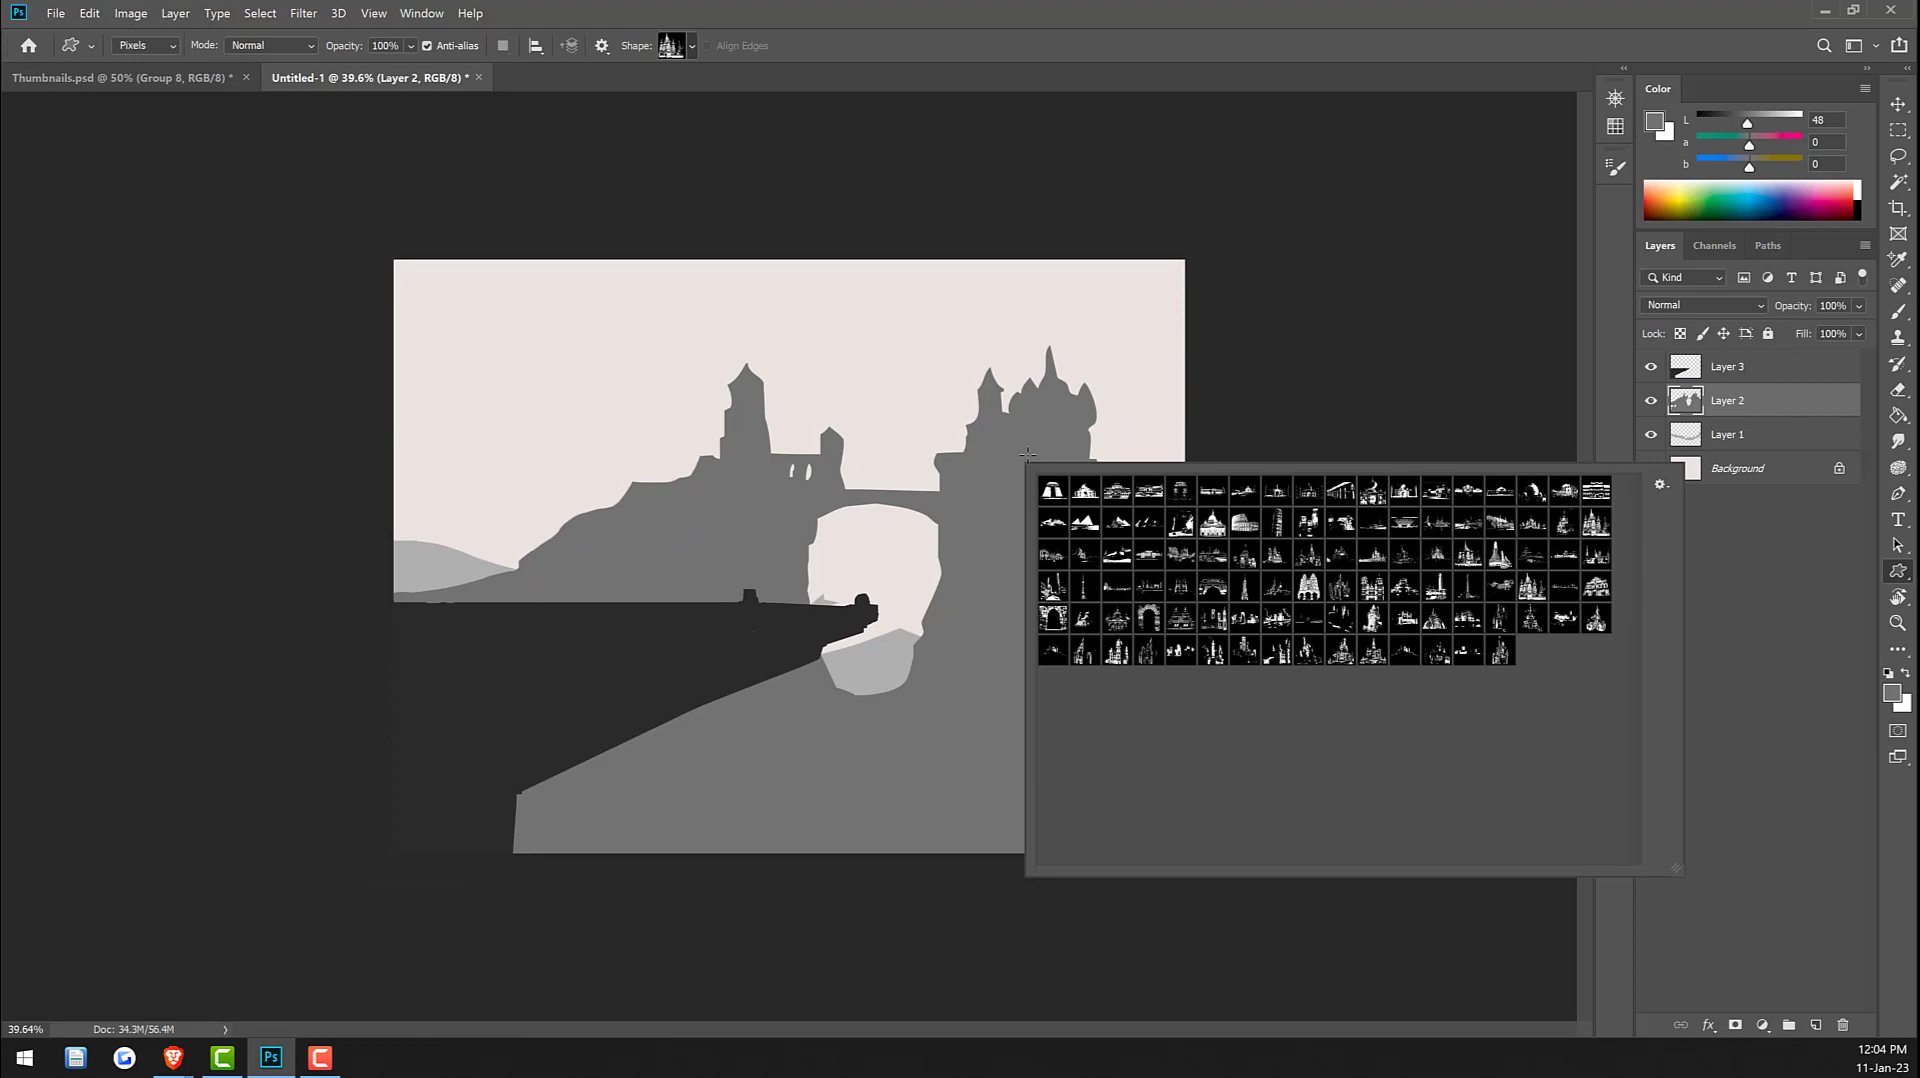 Ps File Edit Image Layer Type Select Filter 3D View Window Help
Pixels Mode: Normal Opacity: 100% Anti-alias Shape: Align Edges
Thumbnails.psd @ 50% (Group 8, RGB/8) * × Untitled-1 @ 39.6% (Layer 2, RGB/8) * ×
Color
L 48
a 0
b 0
Layers Channels Paths
Kind
Normal Opacity: 100%
Lock: Fill: 100%
Layer 3
Layer 2
Layer 1
Background
fx
39.64% Doc: 34.3M/56.4M
Ps
12:04 PM
11-Jan-23